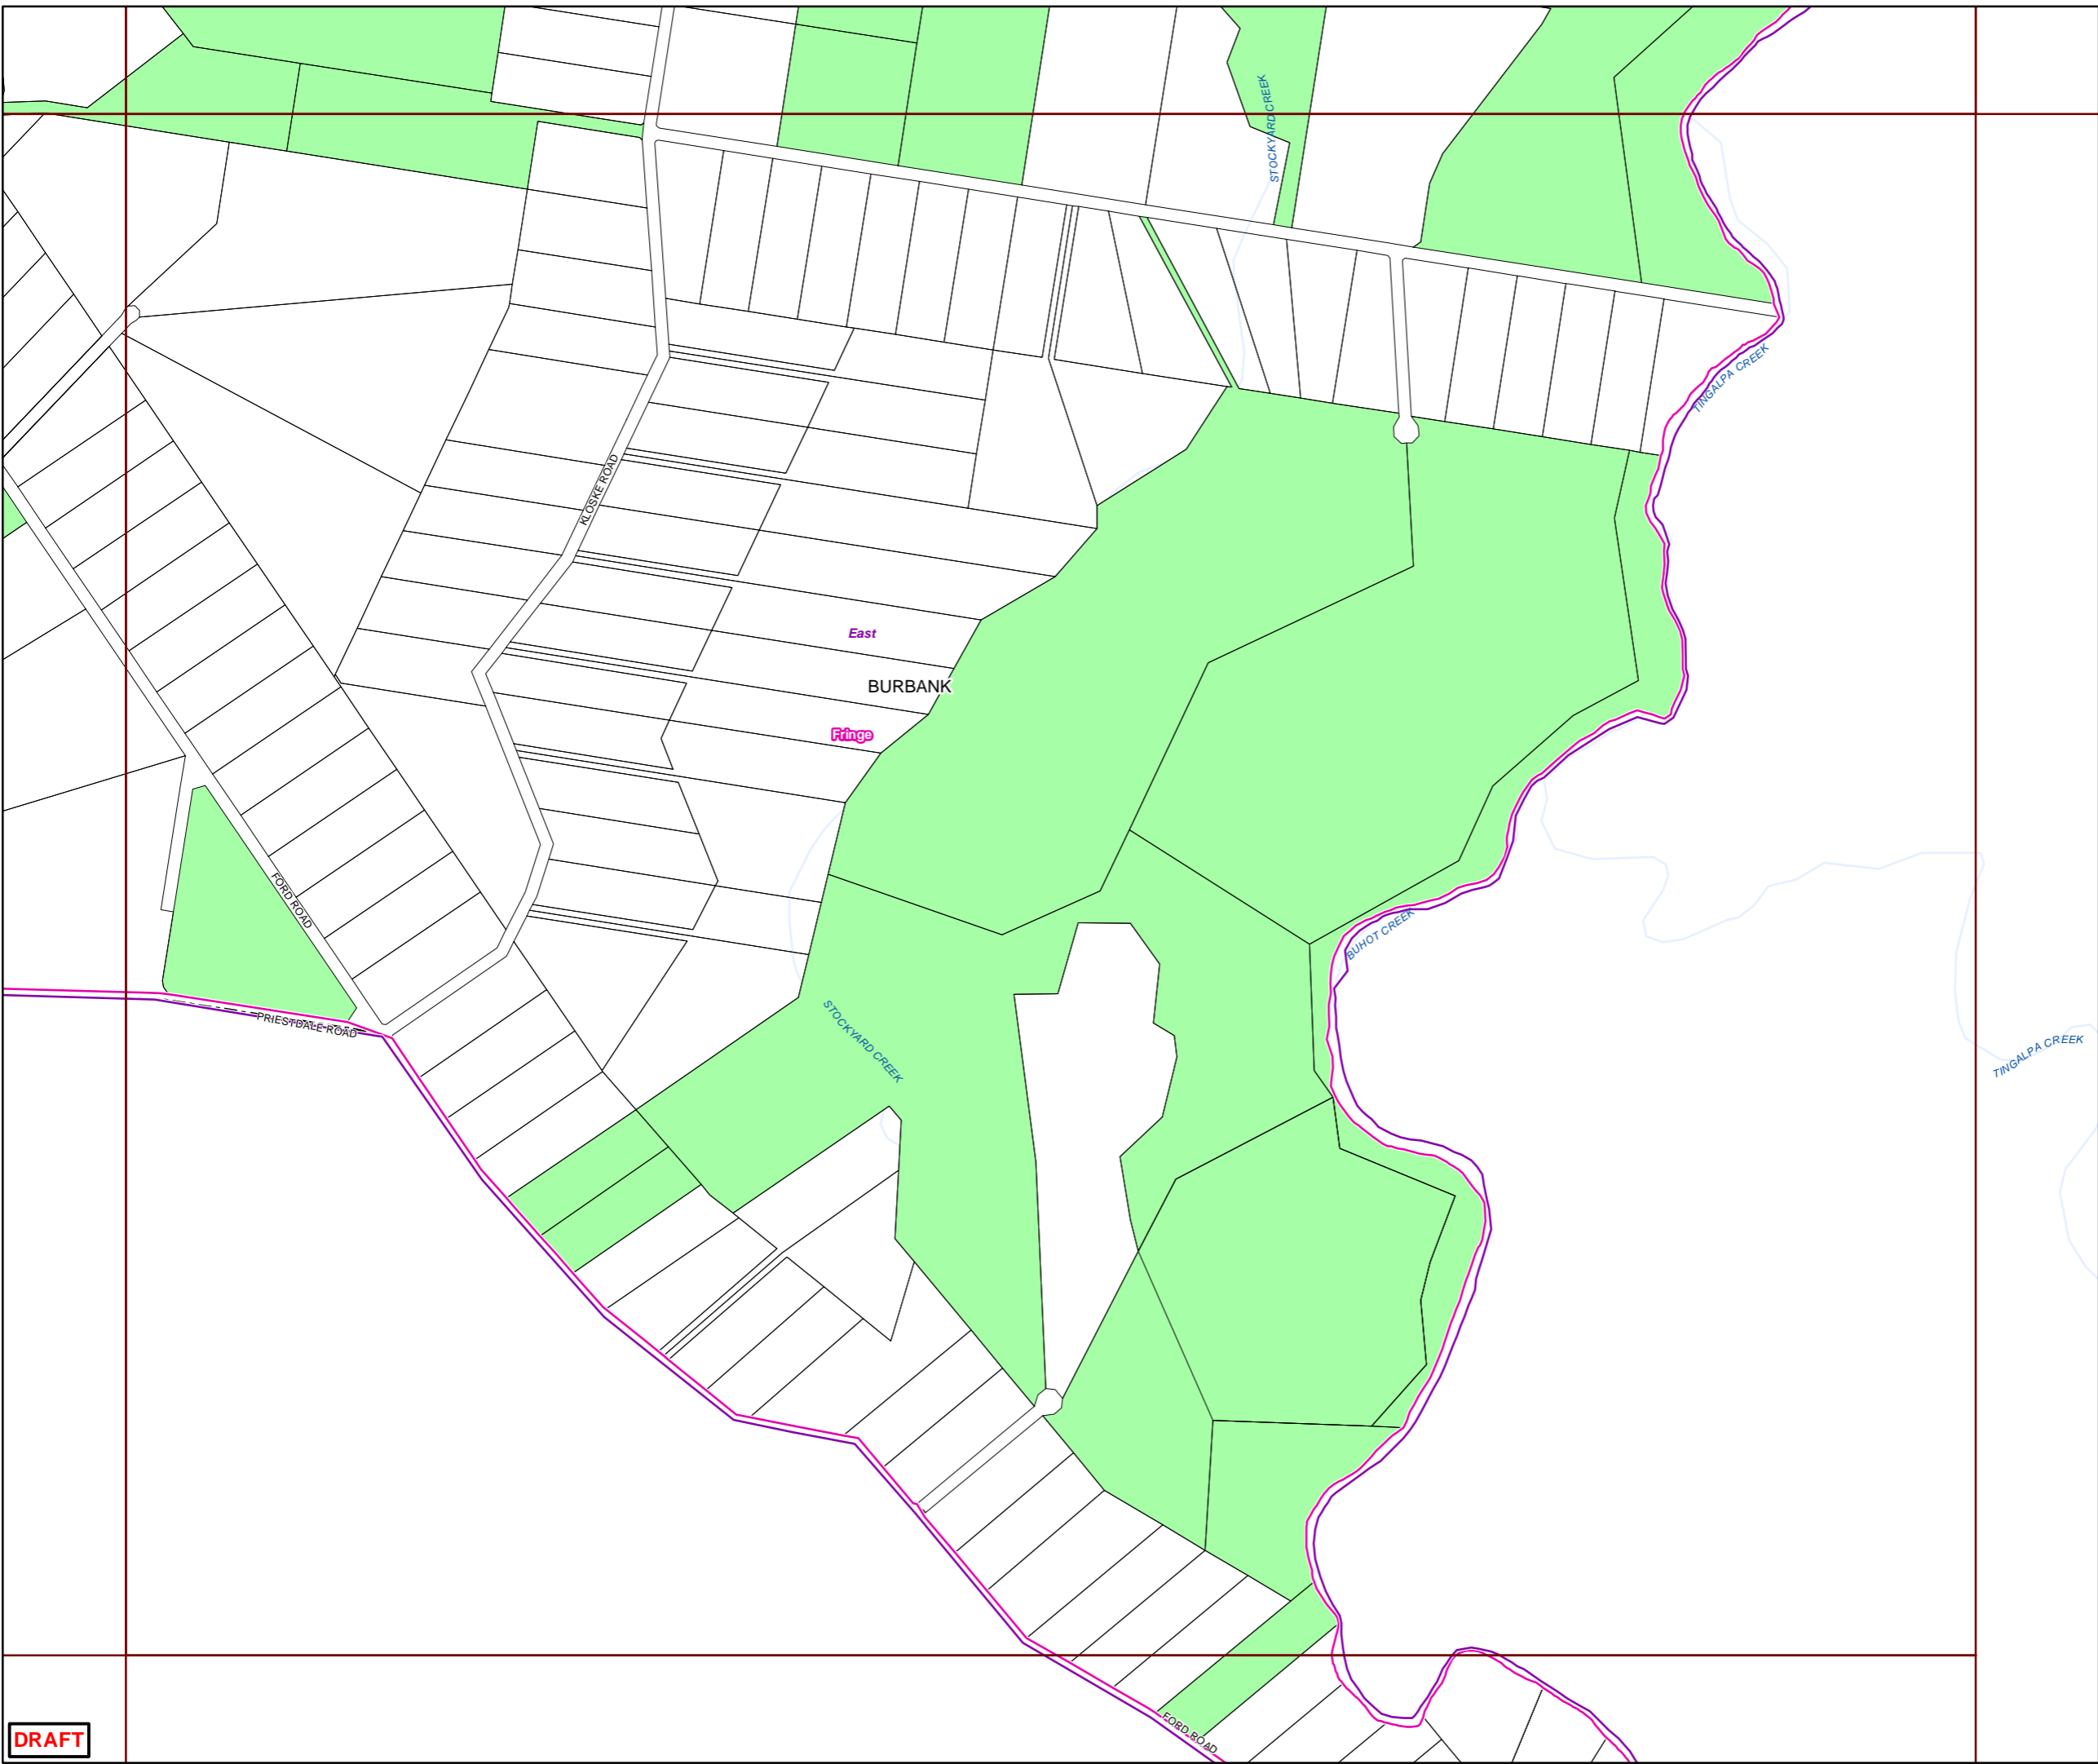 STOCKYARD CREEK
TINGALPA CREEK
KLOSKE ROAD
East
BURBANK
Fringe
FORD ROAD
BUHOT CREEK
STOCKYARD CREEK
PRIESTDALE ROAD
TINGALPA CREEK
FORD ROAD
DRAFT